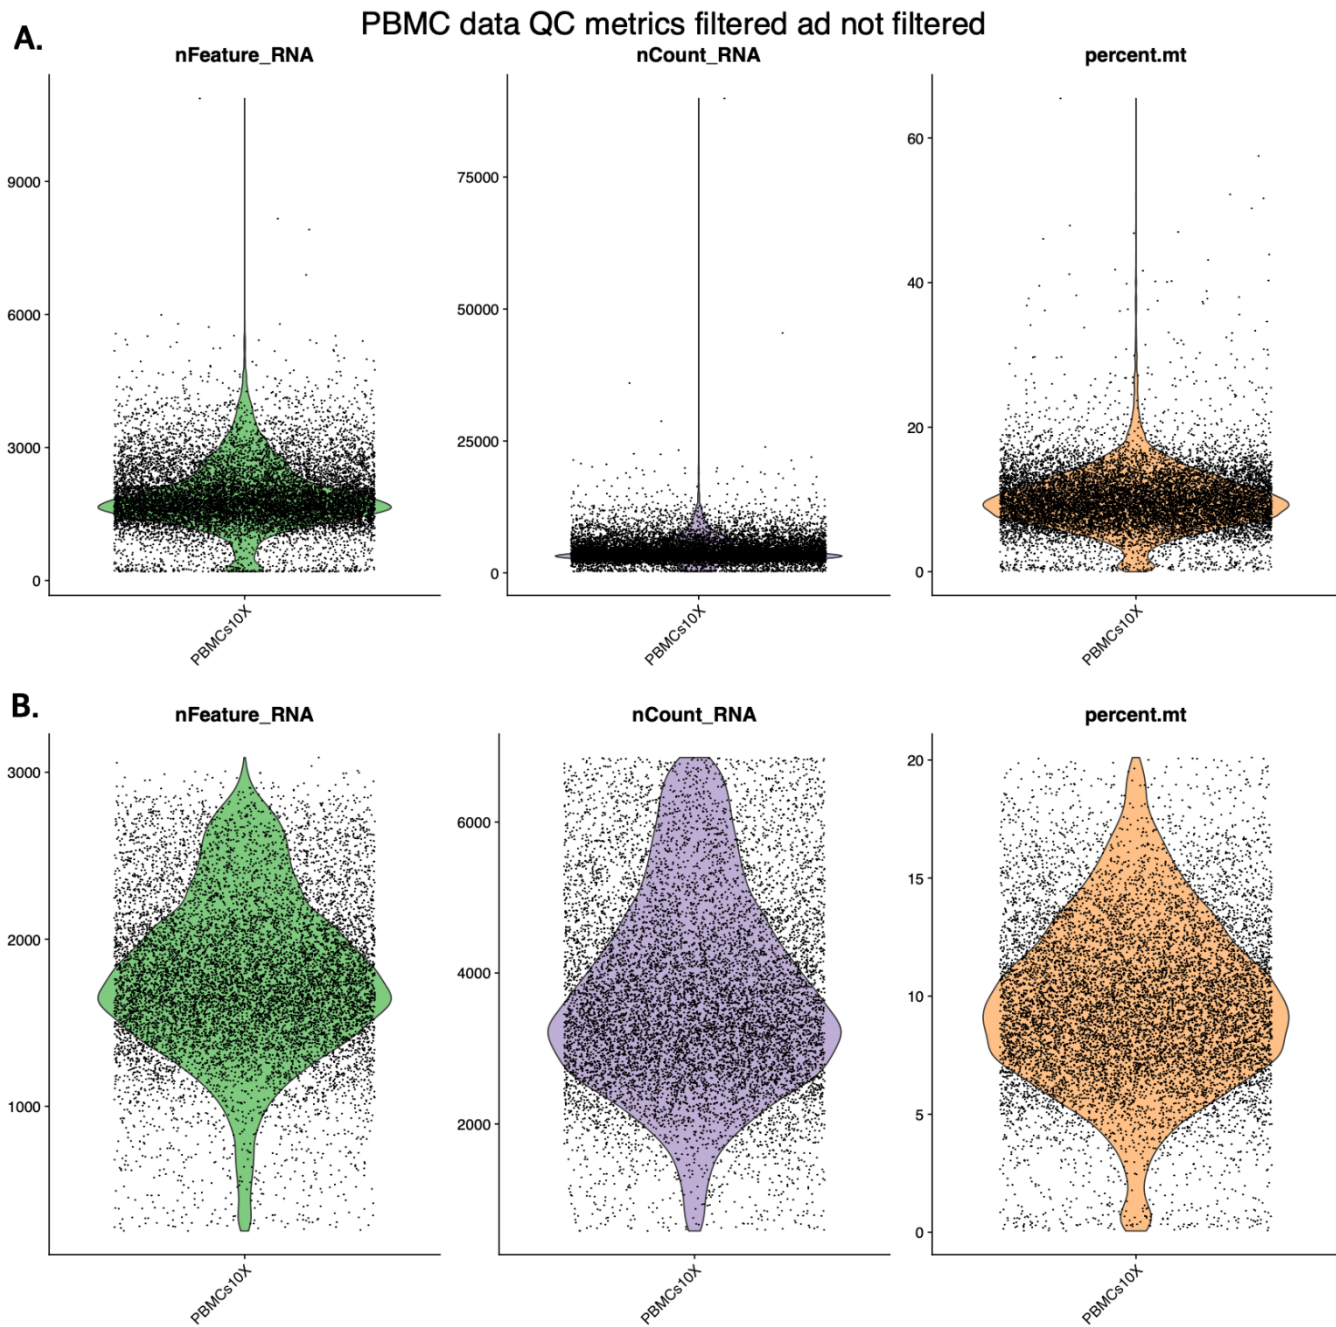 PBMC data QC metrics filtered ad not filtered
A.
nFeature_RNA
nCount_RNA
percent.mt
9000
6000
3000
0
PBMCs10X
75000
50000
25000
0
PBMCs10X
60
40
20
0
PBMCs10X
B.
nFeature_RNA
nCount_RNA
percent.mt
3000
2000
1000
PBMCs10X
6000
4000
2000
PBMCs10X
20
15
10
5
0
PBMCs10X